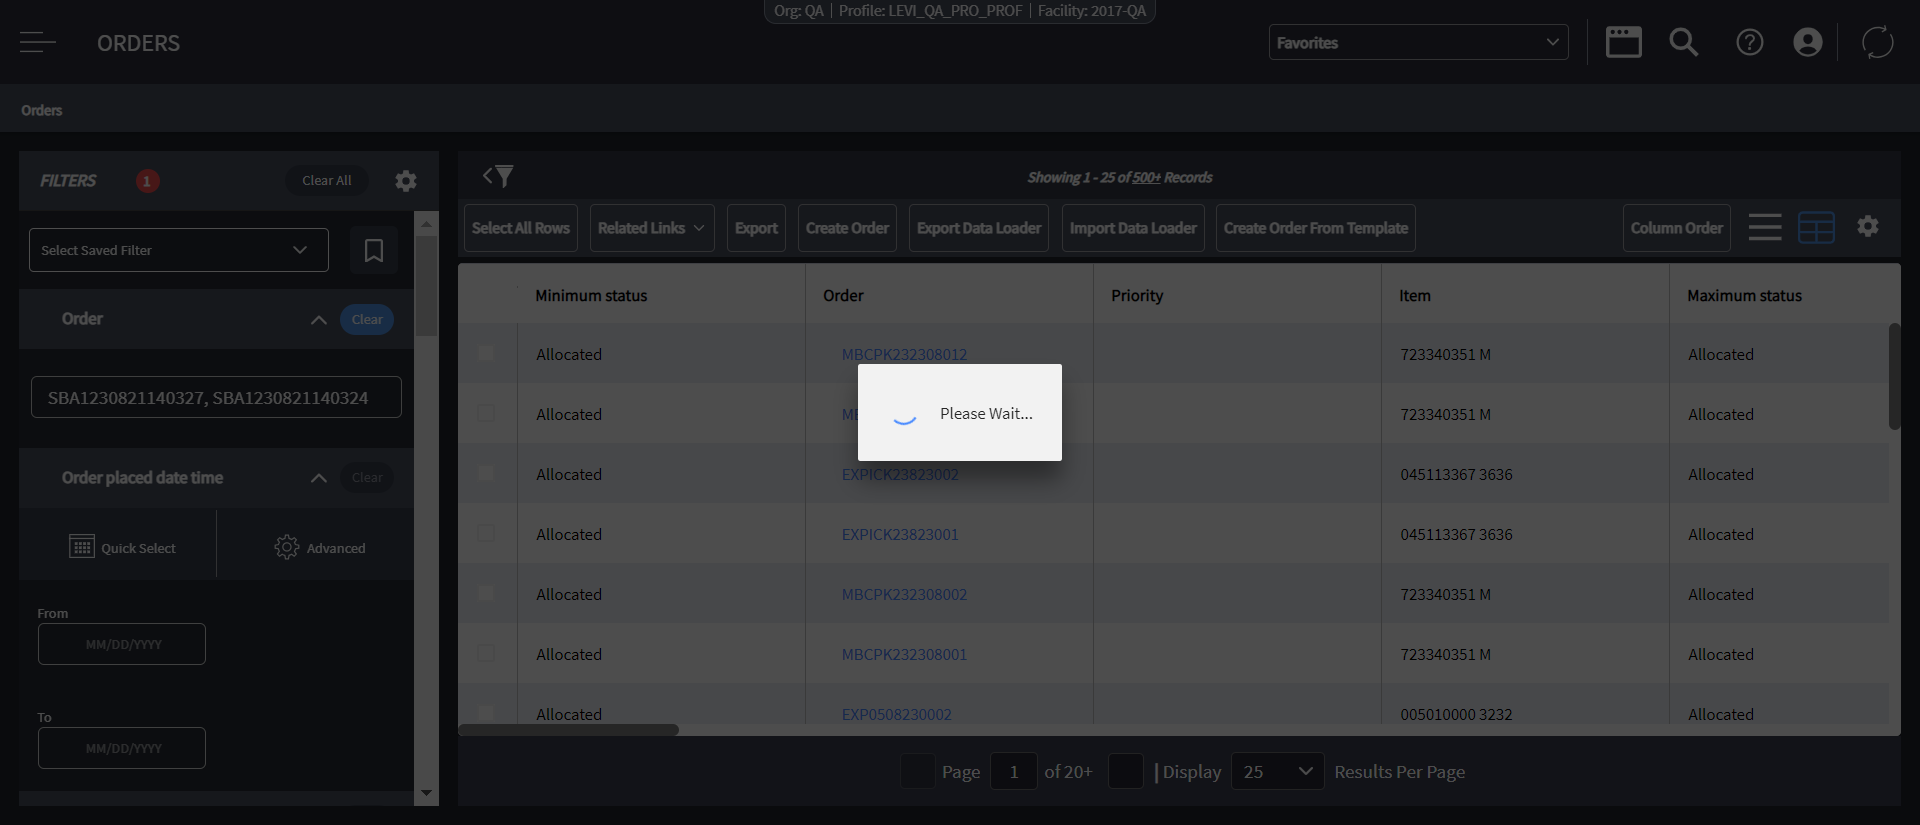 Org: QA | Profile: LEVI_QA_PRO_PROF | Facility: 2017-QA
ORDERS
Favorites
Orders
FILTERS 1 Clear All
Select Saved Filter
Order Clear
SBA1230821140327, SBA1230821140324
Order placed date time Clear
Quick Select Advanced
From
MM/DD/YYYY
To
MM/DD/YYYY
Showing 1 - 25 of 500+ Records
Select All Rows Related Links Export Create Order Export Data Loader Import Data Loader Create Order From Template Column Order
Minimum status Order Priority Item Maximum status
Allocated MBCPK232308012 723340351 M Allocated
Allocated 723340351 M Allocated
Allocated EXPICK23823002 045113367 3636 Allocated
Allocated EXPICK23823001 045113367 3636 Allocated
Allocated MBCPK232308002 723340351 M Allocated
Allocated MBCPK232308001 723340351 M Allocated
Allocated EXP0508230002 005010000 3232 Allocated
Please Wait...
Page 1 of 20+ | Display 25 Results Per Page